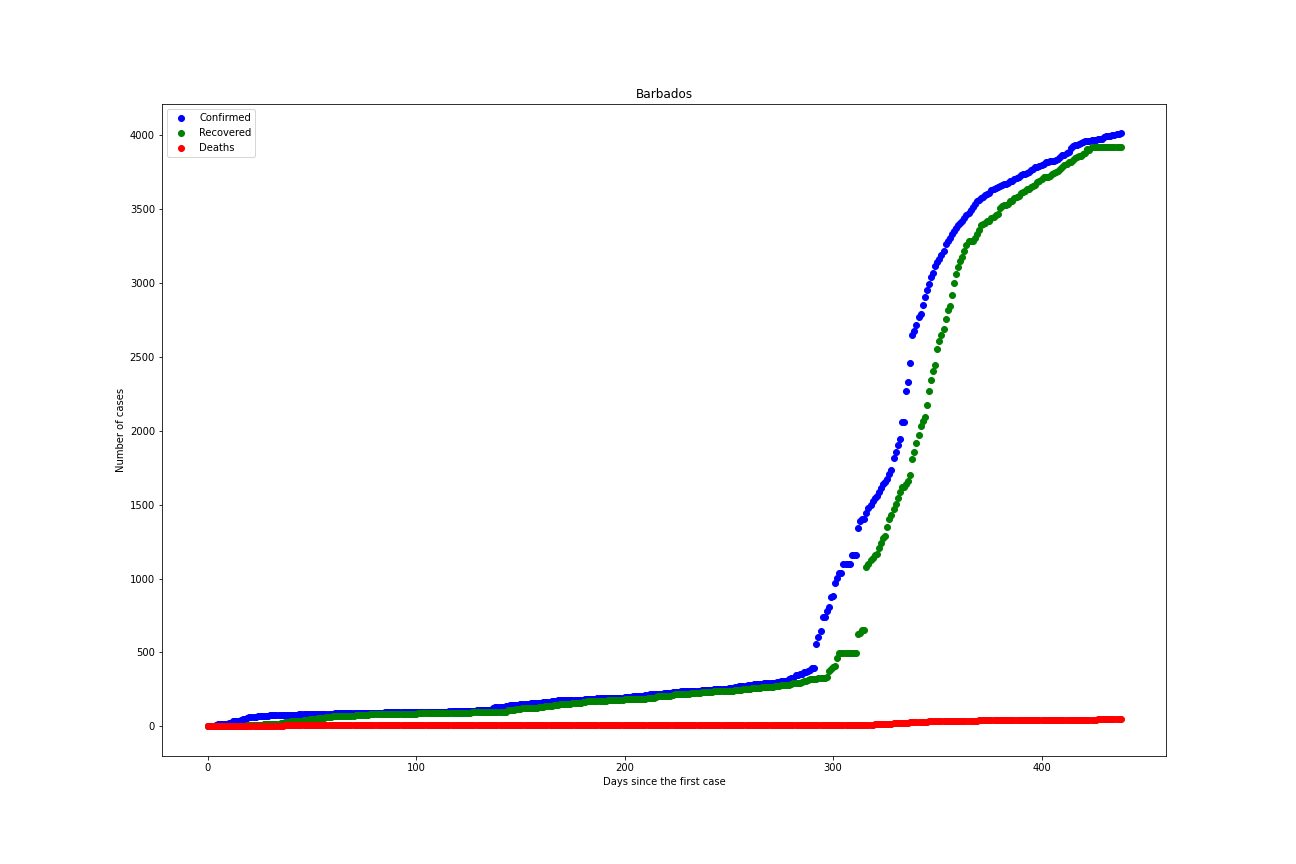 Barbados
Confirmed
Recovered
Deaths
4000
3500
3000
2500
2000
1500
1000
500
0
Number of cases
0 100 200 300 400
Days since the first case